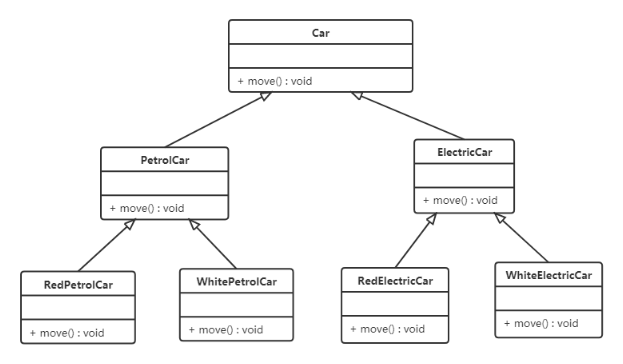 Car
+ move() : void
PetrolCar
+ move() : void
ElectricCar
+ move() : void
RedPetrolCar
+ move() : void
WhitePetrolCar
+ move() : void
RedElectricCar
+ move() : void
WhiteElectricCar
+ move() : void